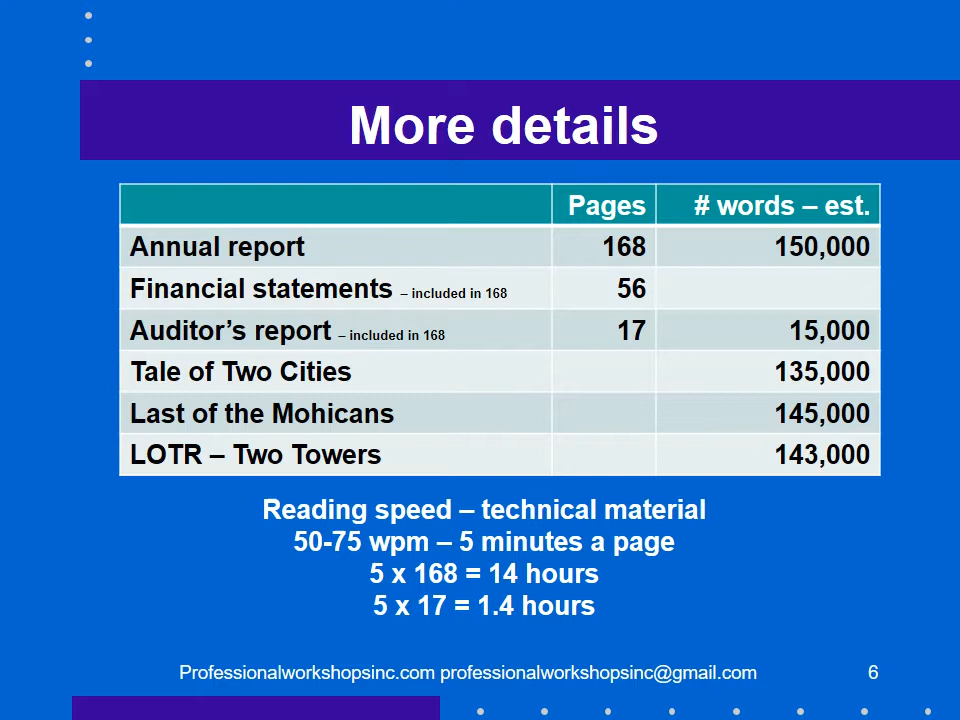 More details
Pages # words – est.
Annual report 168 150,000
Financial statements – included in 168 56
Auditor’s report – included in 168 17 15,000
Tale of Two Cities 135,000
Last of the Mohicans 145,000
LOTR – Two Towers 143,000
Reading speed – technical material
50-75 wpm – 5 minutes a page
5 x 168 = 14 hours
5 x 17 = 1.4 hours
Professionalworkshopsinc.com professionalworkshopsinc@gmail.com 6